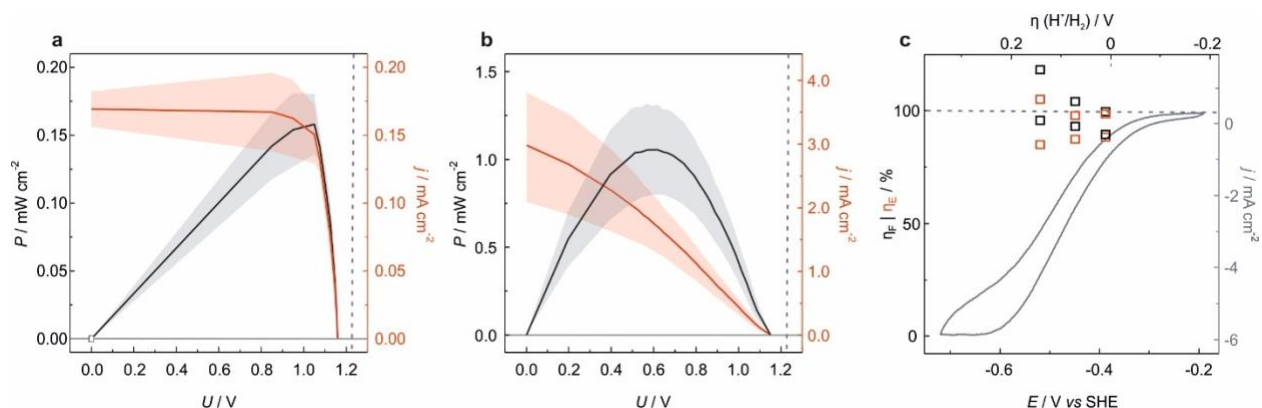 a
0.20
0.15
0.10
0.05
0.00
P / mW cm⁻²
0.0 0.2 0.4 0.6 0.8 1.0 1.2
U / V
0.20
0.15
0.10
0.05
0.00
j / mA cm⁻²
b
1.5
1.0
0.5
0.0
P / mW cm⁻²
0.0 0.2 0.4 0.6 0.8 1.0 1.2
U / V
4.0
3.0
2.0
1.0
0.0
j / mA cm⁻²
c
η (H⁺/H₂) / V
0.2 0 -0.2
100
50
0
η_F | η_E / %
-0.6 -0.4 -0.2
E / V vs SHE
0
-2
-4
-6
j / mA cm⁻²